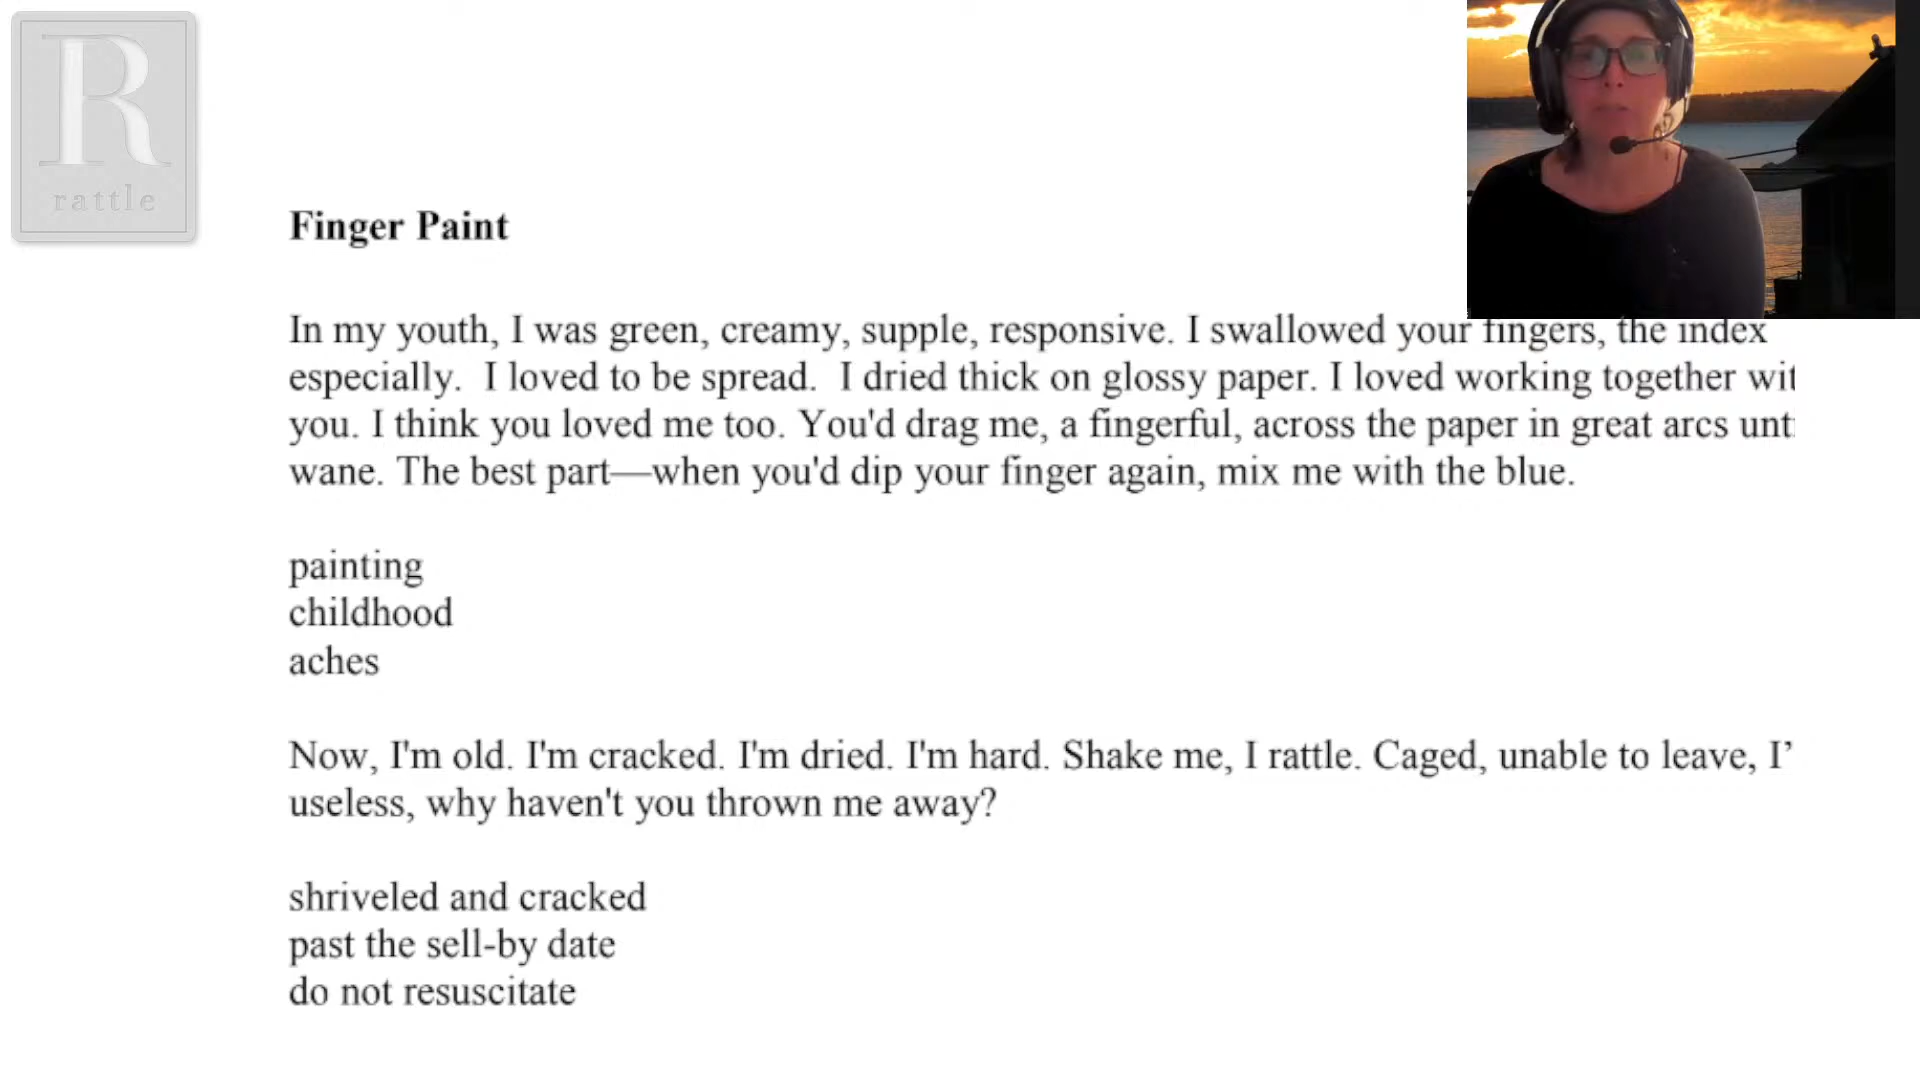 R
rattle
Finger Paint
In my youth, I was green, creamy, supple, responsive. I swallowed your fingers, the index
especially.  I loved to be spread.  I dried thick on glossy paper. I loved working together
you. I think you loved me too. You'd drag me, a fingerful, across the paper in great arcs
wane. The best part—when you'd dip your finger again, mix me with the blue.
painting
childhood
aches
Now, I'm old. I'm cracked. I'm dried. I'm hard. Shake me, I rattle. Caged, unable to leave, I’
useless, why haven't you thrown me away?
shriveled and cracked
past the sell-by date
do not resuscitate